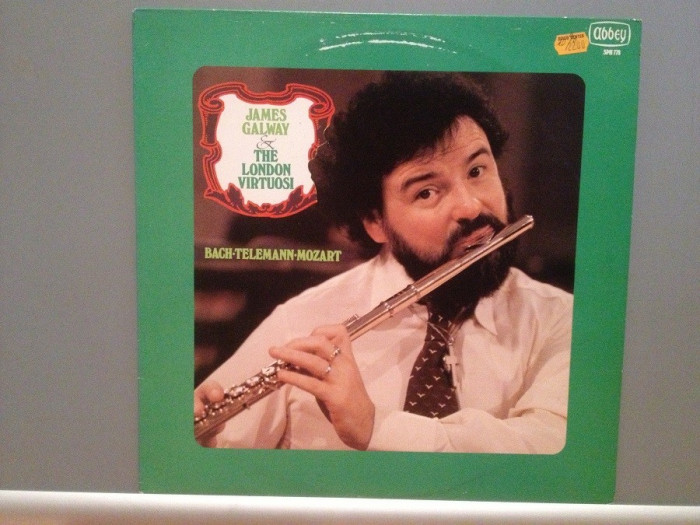 JAMES
GALWAY
&
THE
LONDON
VIRTUOSI
BACH·TELEMANN·MOZART
abbey